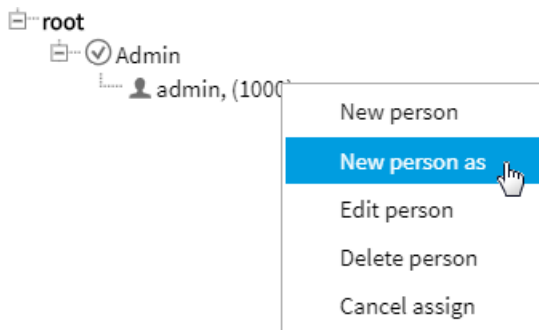 root
Admin
admin, (1000)
New person
New person as
Edit person
Delete person
Cancel assign